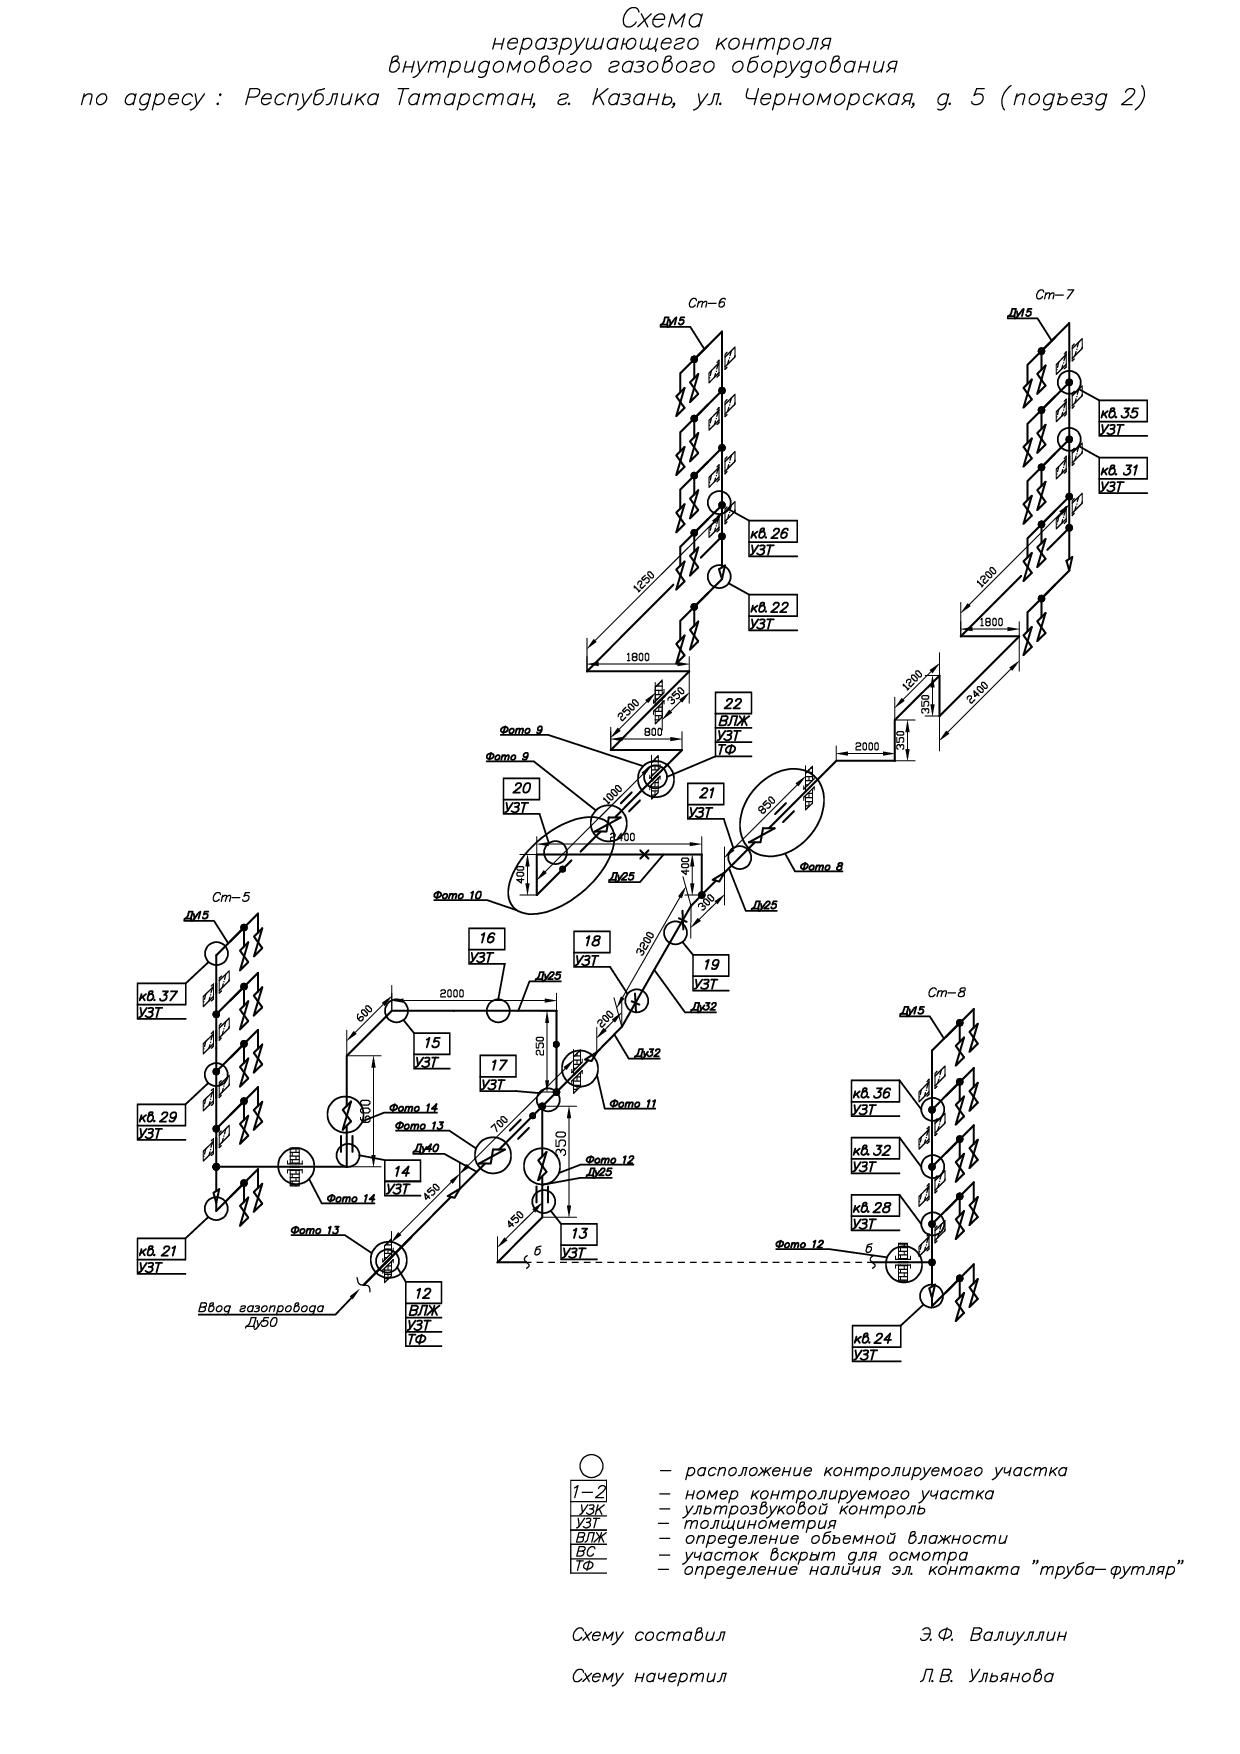 Схема
неразрушающего контроля
внутридомового газового оборудования
по адресу : Республика Татарстан, г. Казань, ул. Черноморская, д. 5 (подъезд 2)
Ст-6
Ду15
Ст-7
Ду15
кв. 35
УЗТ
кв. 31
УЗТ
кв. 26
УЗТ
кв. 22
УЗТ
1250
1800
1200
1800
2400
1200
350
350
2000
2500
350
800
22
ВЛЖ
УЗТ
ТФ
Фото 9
Фото 9
1000
20
УЗТ
21
УЗТ
850
2400
400
400
Ду25
Фото 8
Фото 10
Ду25
300
Ст-5
Ду15
16
УЗТ
18
УЗТ
3200
19
УЗТ
Ду32
кв. 37
УЗТ
2000
Ду25
600
200
Ду32
15
УЗТ
250
17
УЗТ
Ст-8
Ду15
кв. 29
УЗТ
600
Фото 14
Фото 13
700
Фото 11
Ду40
350
Фото 12
Ду25
14
УЗТ
Фото 14
450
450
13
УЗТ
кв. 36
УЗТ
кв. 32
УЗТ
кв. 28
УЗТ
кв. 21
УЗТ
Фото 13
б
Фото 12
б
12
ВЛЖ
УЗТ
ТФ
Ввод газопровода
Ду50
кв. 24
УЗТ
– расположение контролируемого участка
1-2 – номер контролируемого участка
УЗК – ультрозвуковой контроль
УЗТ – толщинометрия
ВЛЖ – определение объемной влажности
ВС – участок вскрыт для осмотра
ТФ – определение наличия эл. контакта "труба-футляр"
Схему составил Э.Ф. Валиуллин
Схему начертил Л.В. Ульянова